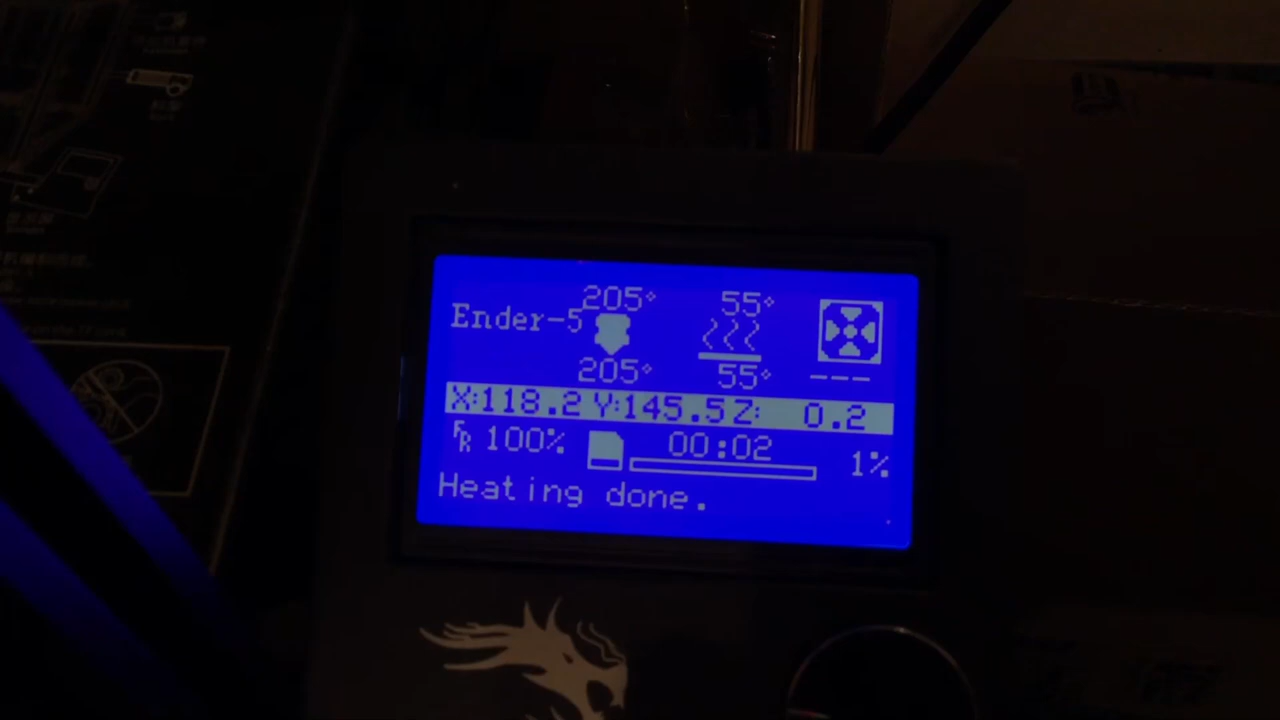 205° 55°
Ender-5
205° 55° ---
X:118.2 Y:145.5 Z: 0.2
FR 100% 00:02 1%
Heating done.